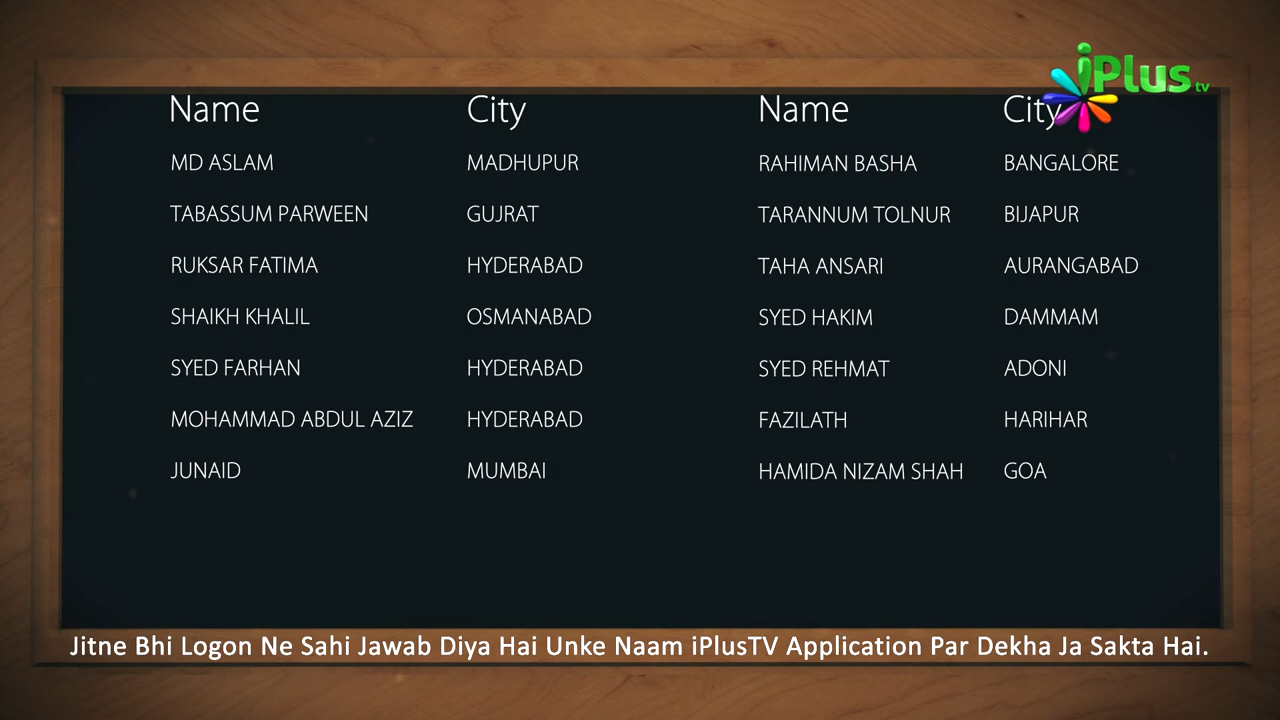 iPlus tv
Name City Name City
MD ASLAM MADHUPUR RAHIMAN BASHA BANGALORE
TABASSUM PARWEEN GUJRAT TARANNUM TOLNUR BIJAPUR
RUKSAR FATIMA HYDERABAD TAHA ANSARI AURANGABAD
SHAIKH KHALIL OSMANABAD SYED HAKIM DAMMAM
SYED FARHAN HYDERABAD SYED REHMAT ADONI
MOHAMMAD ABDUL AZIZ HYDERABAD FAZILATH HARIHAR
JUNAID MUMBAI HAMIDA NIZAM SHAH GOA
Jitne Bhi Logon Ne Sahi Jawab Diya Hai Unke Naam iPlusTV Application Par Dekha Ja Sakta Hai.